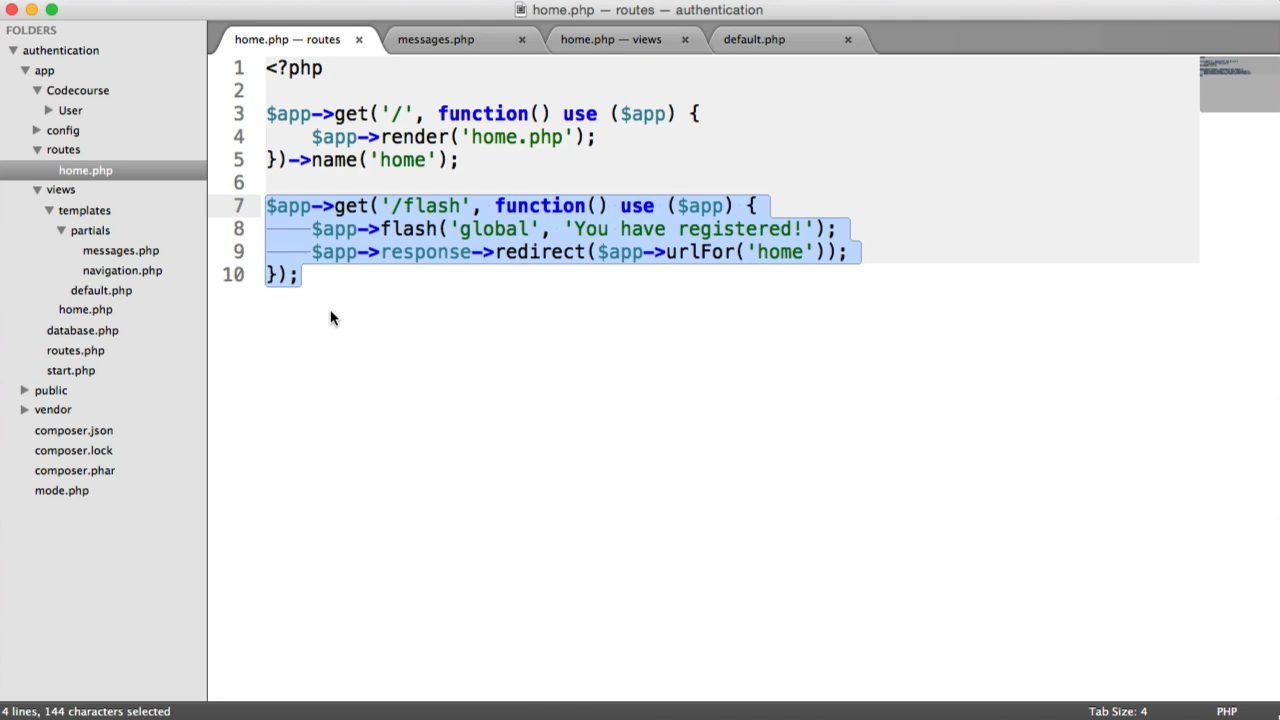 home.php — routes — authentication
FOLDERS
authentication
app
Codecourse
User
config
routes
home.php
views
templates
partials
messages.php
navigation.php
default.php
home.php
database.php
routes.php
start.php
public
vendor
composer.json
composer.lock
composer.phar
mode.php
home.php — routes × messages.php × home.php — views × default.php ×
1 <?php
2
3 $app->get('/', function() use ($app) {
4     $app->render('home.php');
5 })->name('home');
6
7 $app->get('/flash', function() use ($app) {
8     $app->flash('global', 'You have registered!');
9     $app->response->redirect($app->urlFor('home'));
10 });
4 lines, 144 characters selected Tab Size: 4 PHP